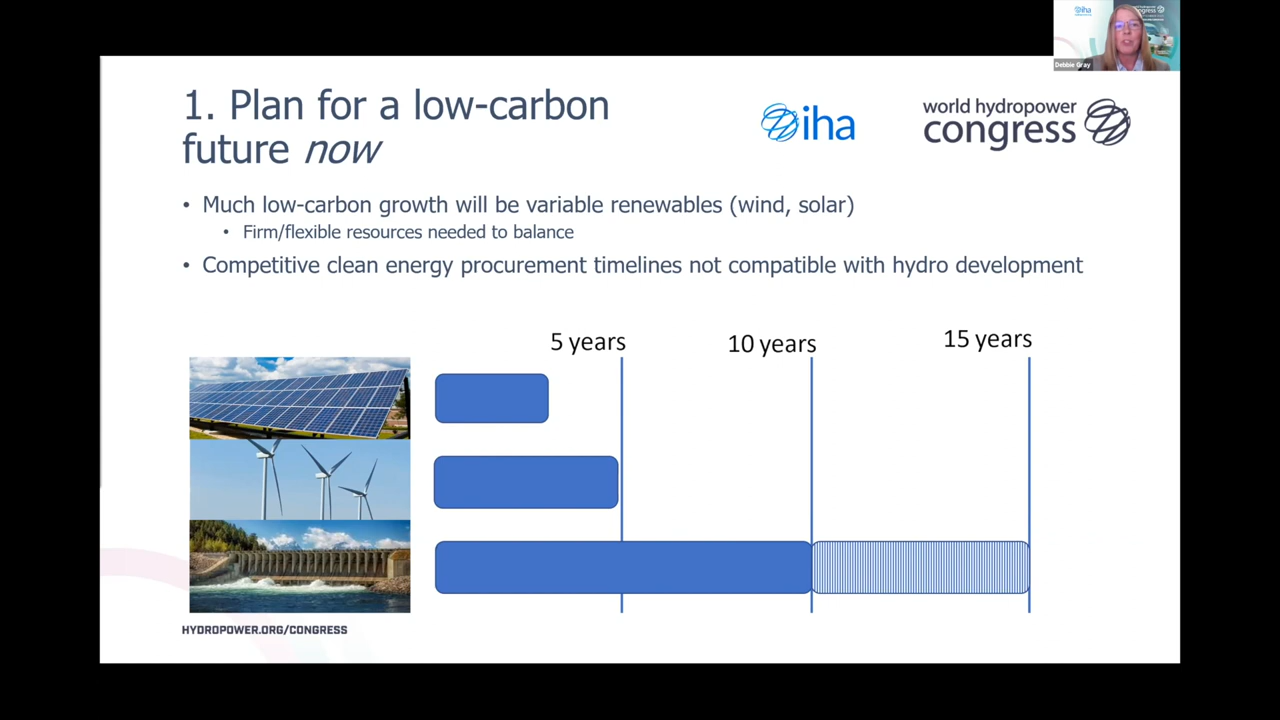 iha
congress
Debbie Gray
1. Plan for a low-carbon
future now
iha
world hydropower
congress
• Much low-carbon growth will be variable renewables (wind, solar)
• Firm/flexible resources needed to balance
• Competitive clean energy procurement timelines not compatible with hydro development
5 years
10 years
15 years
HYDROPOWER.ORG/CONGRESS